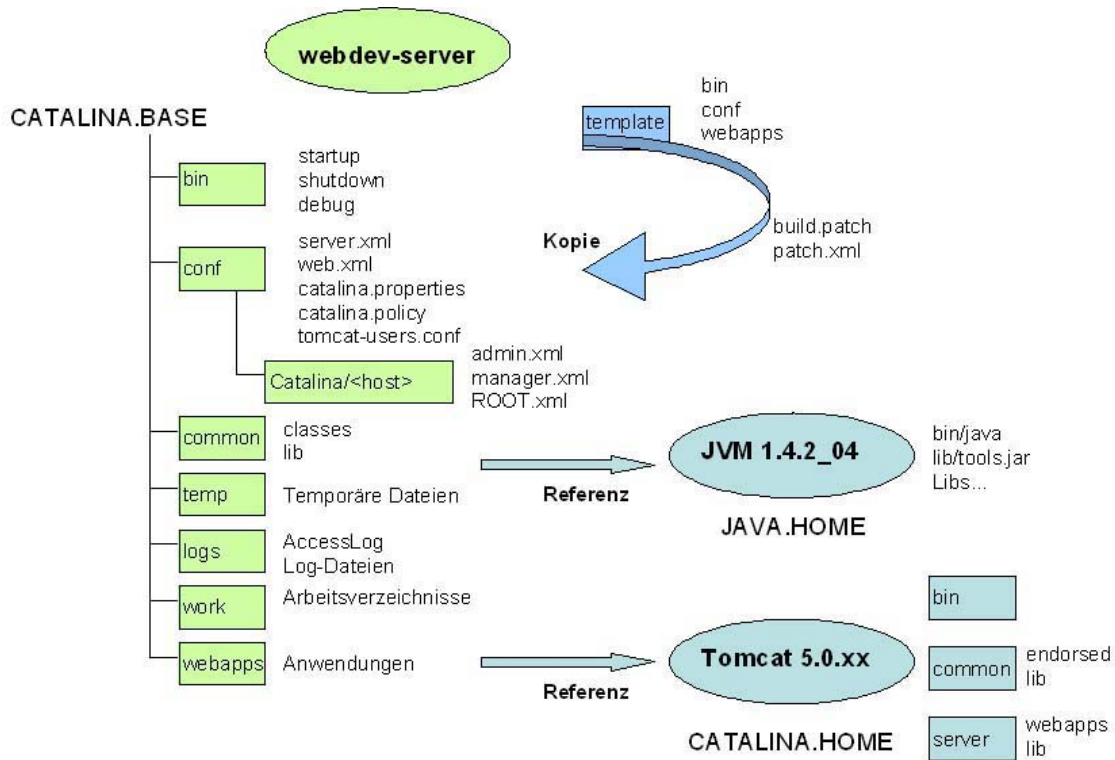 webdev-server
CATALINA.BASE
bin
startup
shutdown
debug
conf
server.xml
web.xml
catalina.properties
catalina.policy
tomcat-users.conf
Catalina/<host>
admin.xml
manager.xml
ROOT.xml
common
classes
lib
temp
Temporäre Dateien
logs
AccessLog
Log-Dateien
work
Arbeitsverzeichnisse
webapps
Anwendungen
template
bin
conf
webapps
Kopie
build.patch
patch.xml
Referenz
JVM 1.4.2_04
bin/java
lib/tools.jar
Libs...
JAVA.HOME
Referenz
Tomcat 5.0.xx
CATALINA.HOME
bin
common
endorsed
lib
server
webapps
lib